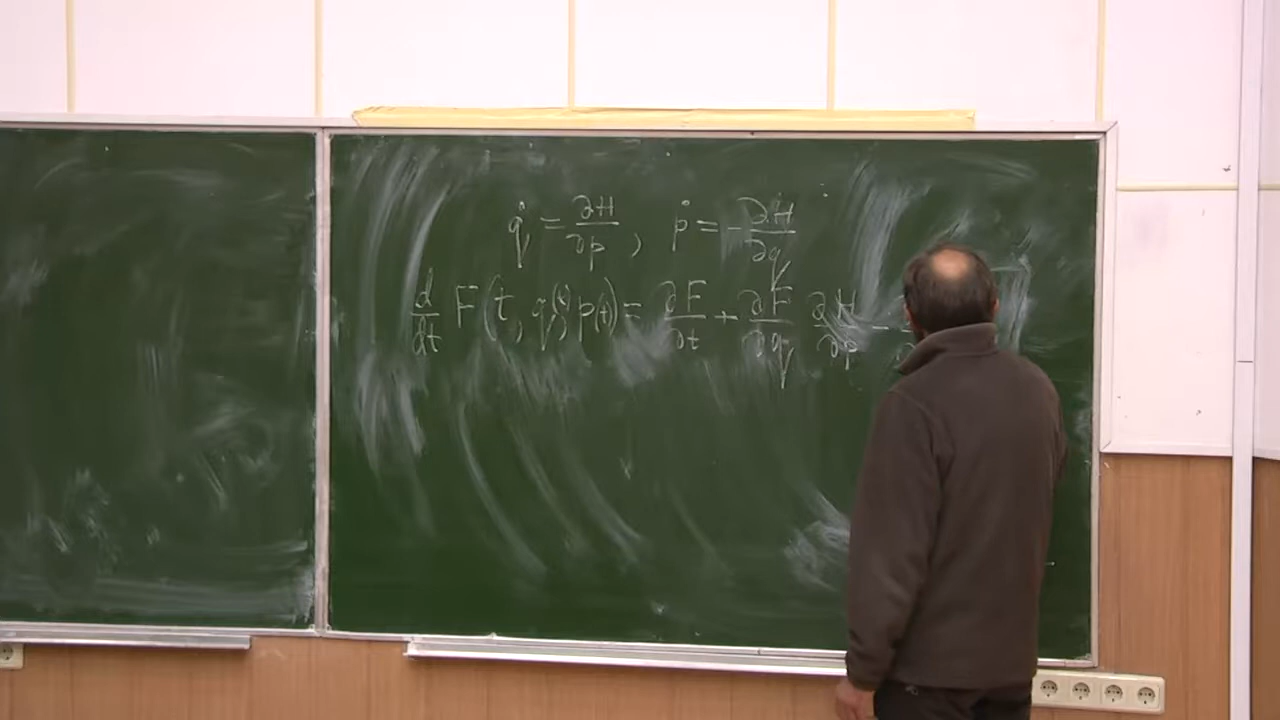 q̇ = ∂H/∂p , ṗ = - ∂H/∂q
d/dt F(t, q(t), p(t)) = ∂F/∂t + ∂F/∂q ∂H/∂p -